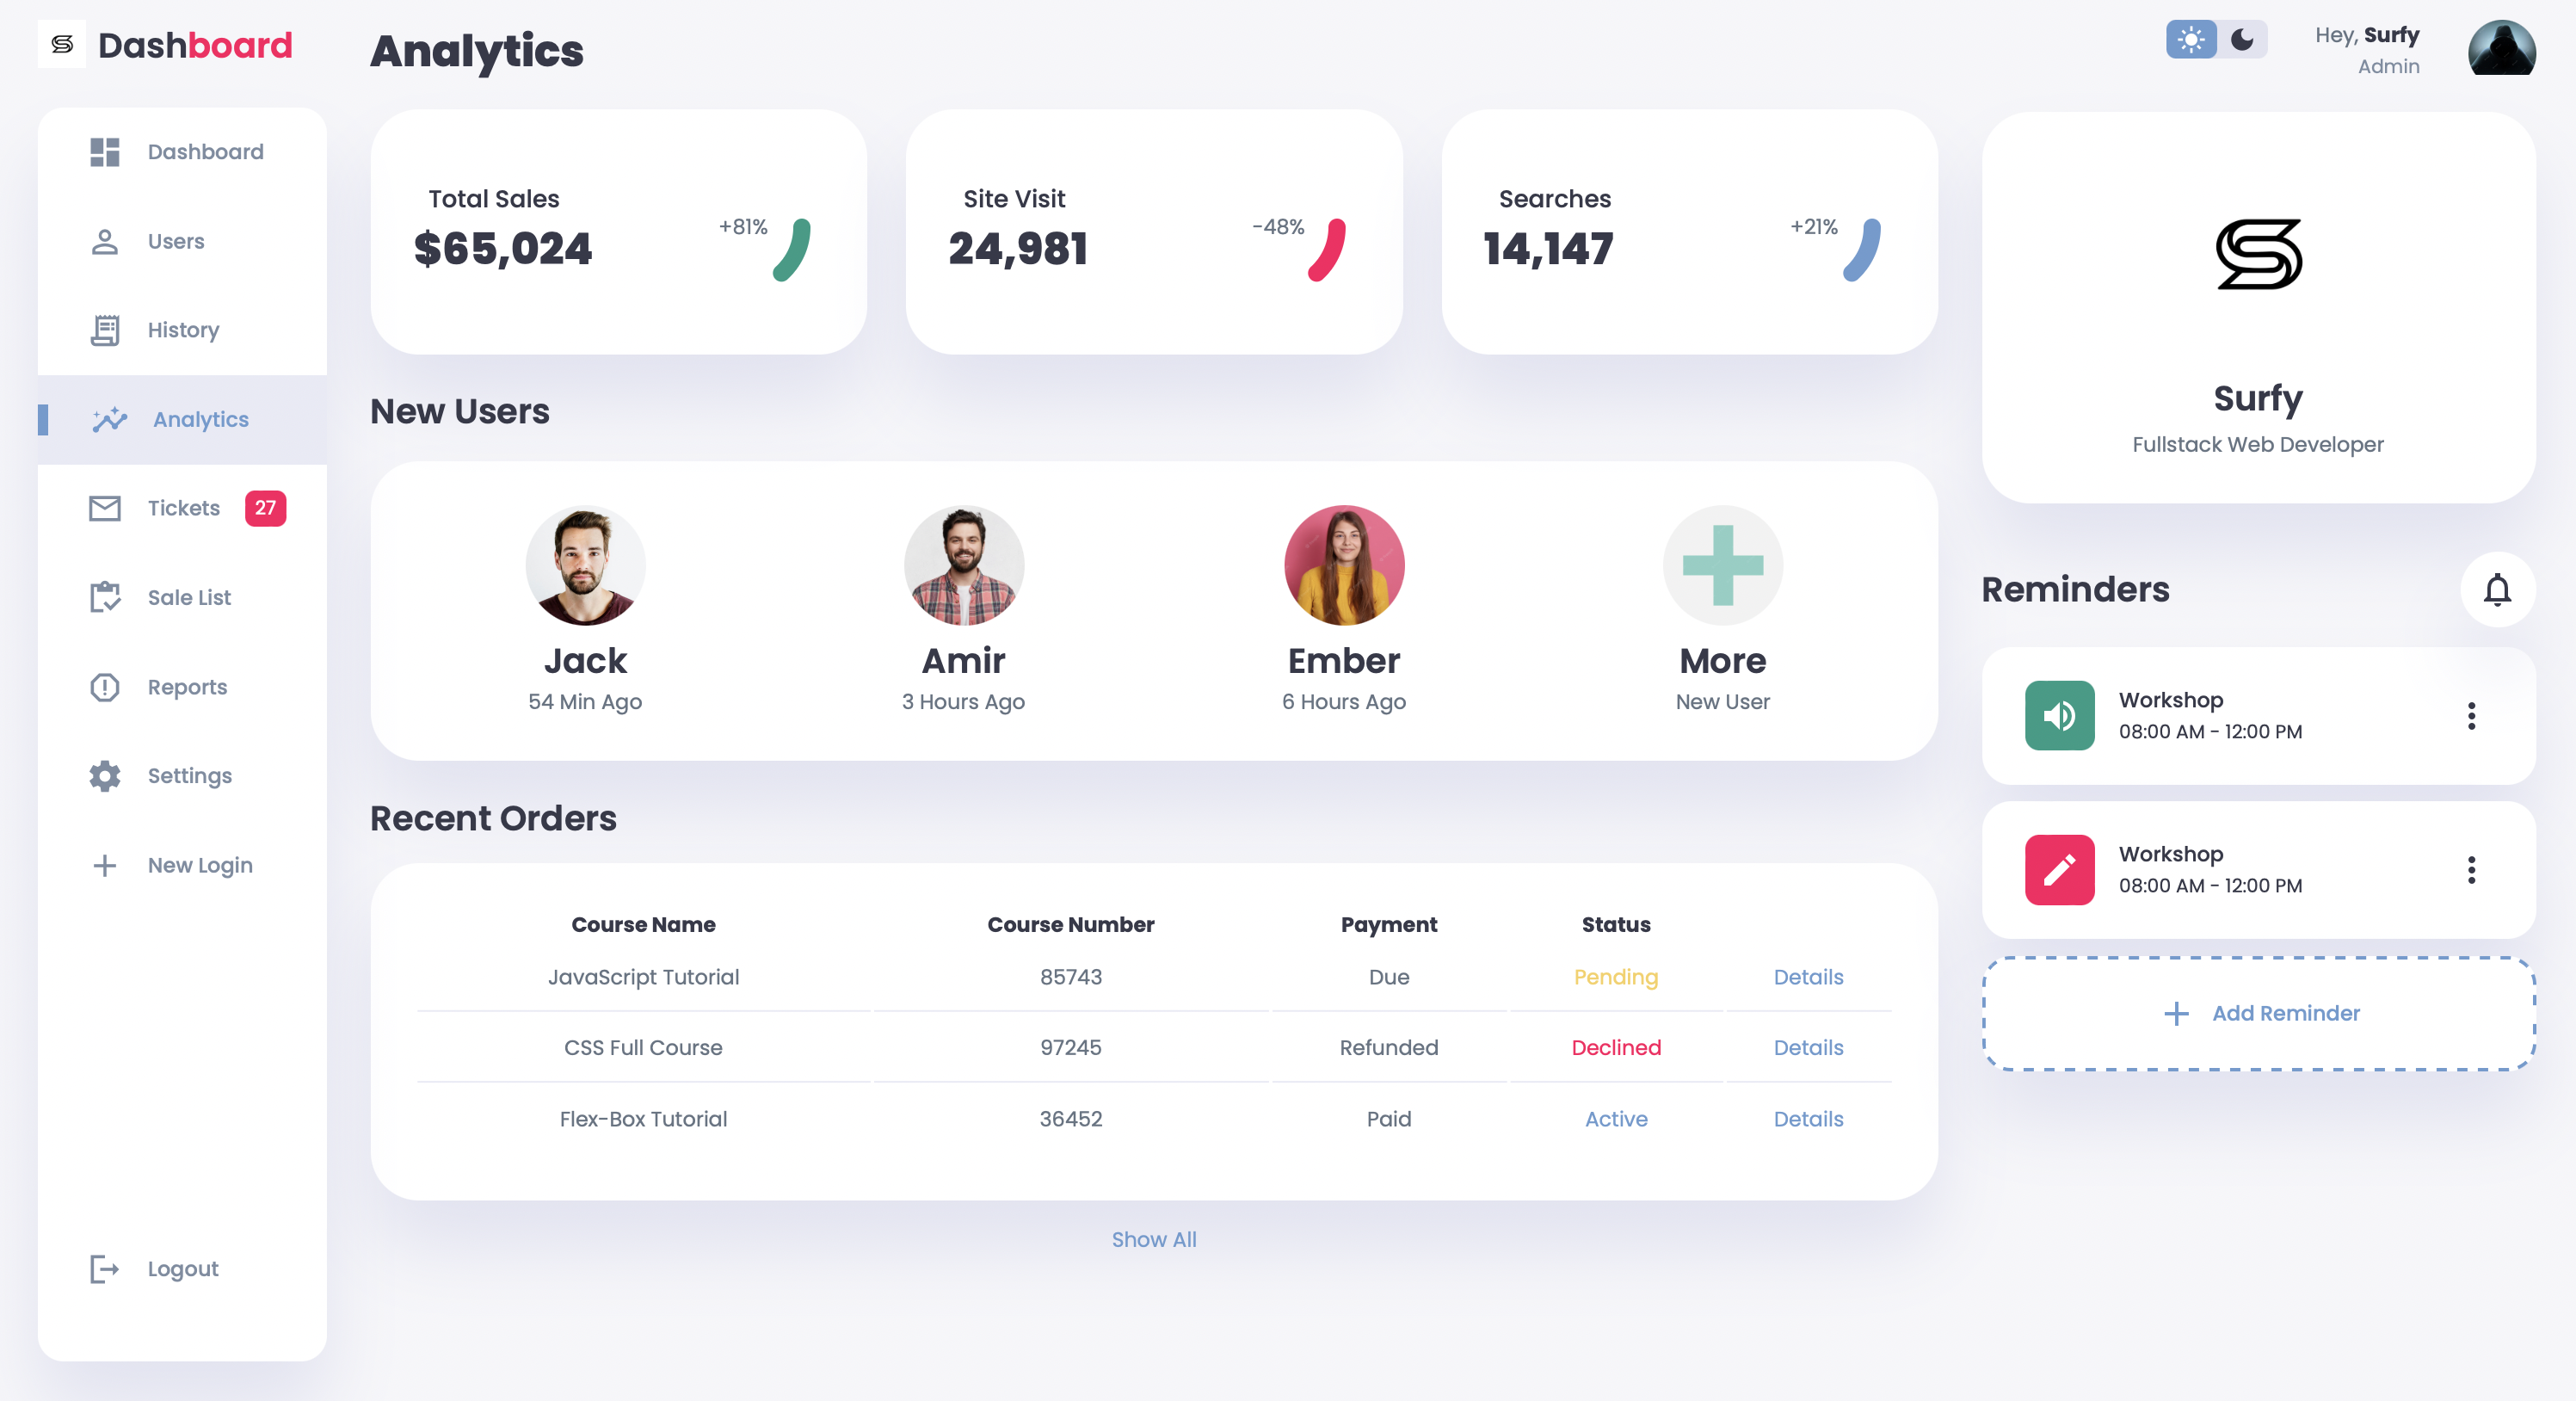 Dashboard
Analytics
Hey, Surfy
Admin
Dashboard
Users
History
Analytics
Tickets 27
Sale List
Reports
Settings
New Login
Logout
Total Sales
$65,024
+81%
Site Visit
24,981
-48%
Searches
14,147
+21%
New Users
Jack
54 Min Ago
Amir
3 Hours Ago
Ember
6 Hours Ago
More
New User
Recent Orders
Course Name Course Number Payment Status
JavaScript Tutorial 85743 Due Pending Details
CSS Full Course 97245 Refunded Declined Details
Flex-Box Tutorial 36452 Paid Active Details
Show All
Surfy
Fullstack Web Developer
Reminders
Workshop
08:00 AM - 12:00 PM
Workshop
08:00 AM - 12:00 PM
Add Reminder